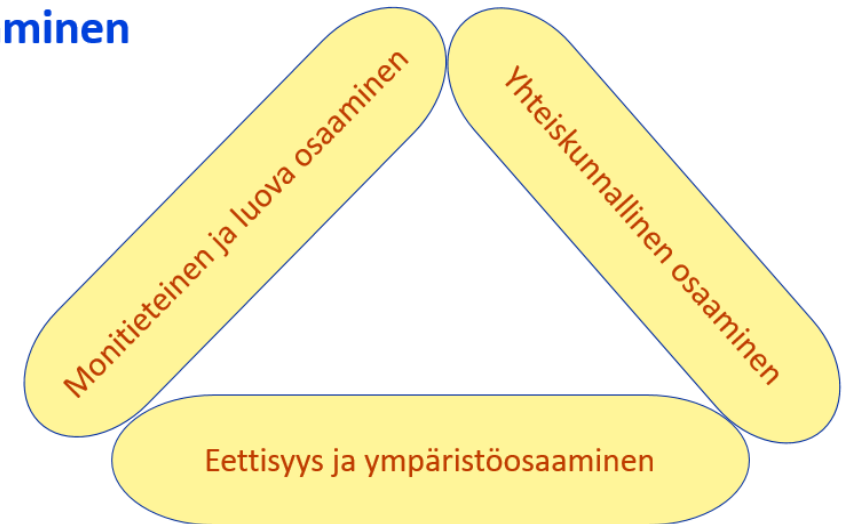 minen
Monitieteinen ja luova osaaminen
Yhteiskunnallinen osaaminen
Eettisyys ja ympäristöosaaminen